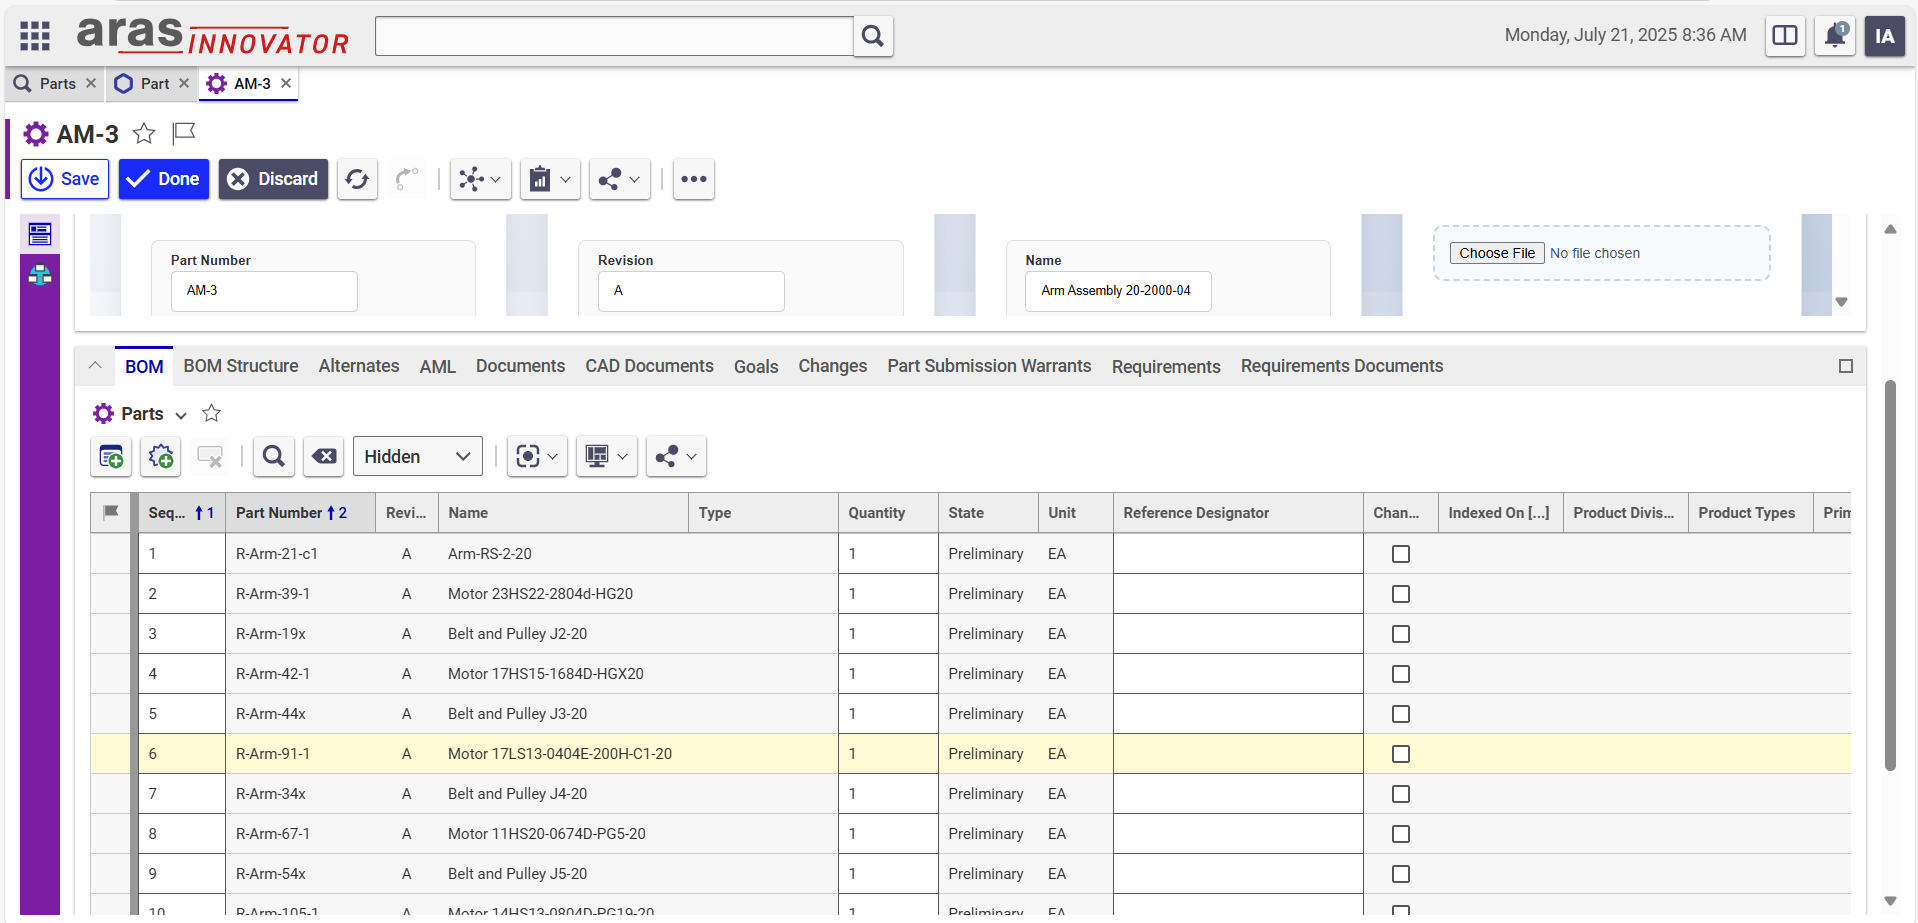 aras INNOVATOR
Monday, July 21, 2025 8:36 AM
1
IA
Parts
Part
AM-3
AM-3
Save
Done
Discard
Part Number
AM-3
Revision
A
Name
Arm Assembly 20-2000-04
Choose File No file chosen
BOM BOM Structure Alternates AML Documents CAD Documents Goals Changes Part Submission Warrants Requirements Requirements Documents
Parts
Hidden
Seq... 1 Part Number 2 Revi... Name Type Quantity State Unit Reference Designator Chan... Indexed On [...] Product Divis... Product Types Prim
1 R-Arm-21-c1 A Arm-RS-2-20 1 Preliminary EA
2 R-Arm-39-1 A Motor 23HS22-2804d-HG20 1 Preliminary EA
3 R-Arm-19x A Belt and Pulley J2-20 1 Preliminary EA
4 R-Arm-42-1 A Motor 17HS15-1684D-HGX20 1 Preliminary EA
5 R-Arm-44x A Belt and Pulley J3-20 1 Preliminary EA
6 R-Arm-91-1 A Motor 17LS13-0404E-200H-C1-20 1 Preliminary EA
7 R-Arm-34x A Belt and Pulley J4-20 1 Preliminary EA
8 R-Arm-67-1 A Motor 11HS20-0674D-PG5-20 1 Preliminary EA
9 R-Arm-54x A Belt and Pulley J5-20 1 Preliminary EA
10 R-Arm-105-1 A Motor 14HS13-0804D-PG19-20 1 Preliminary EA